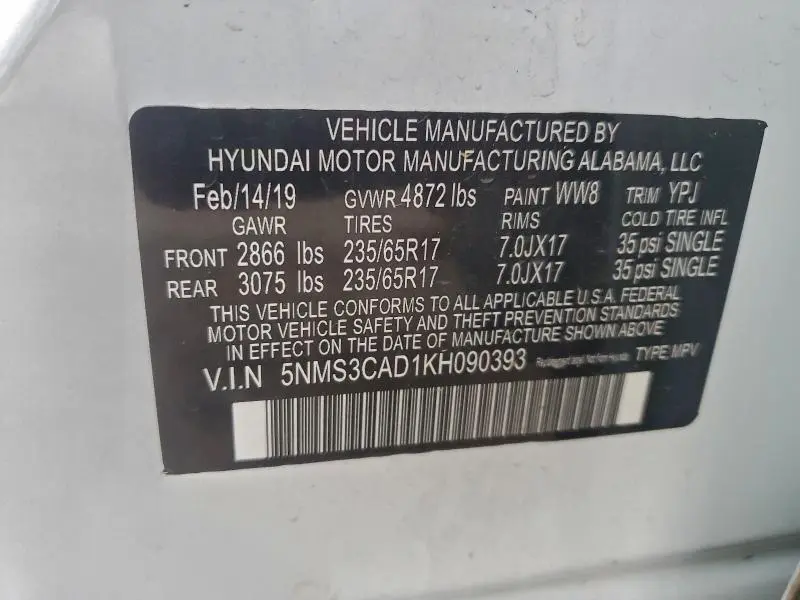 VEHICLE MANUFACTURED BY
HYUNDAI MOTOR MANUFACTURING ALABAMA, LLC
Feb/14/19 GVWR 4872 lbs PAINT WW8 TRIM YPJ
GAWR TIRES RIMS COLD TIRE INFL
FRONT 2866 lbs 235/65R17 7.0JX17 35 psi SINGLE
REAR 3075 lbs 235/65R17 7.0JX17 35 psi SINGLE
THIS VEHICLE CONFORMS TO ALL APPLICABLE U.S.A. FEDERAL
MOTOR VEHICLE SAFETY AND THEFT PREVENTION STANDARDS
IN EFFECT ON THE DATE OF MANUFACTURE SHOWN ABOVE
V.I.N 5NMS3CAD1KH090393 TYPE:MPV